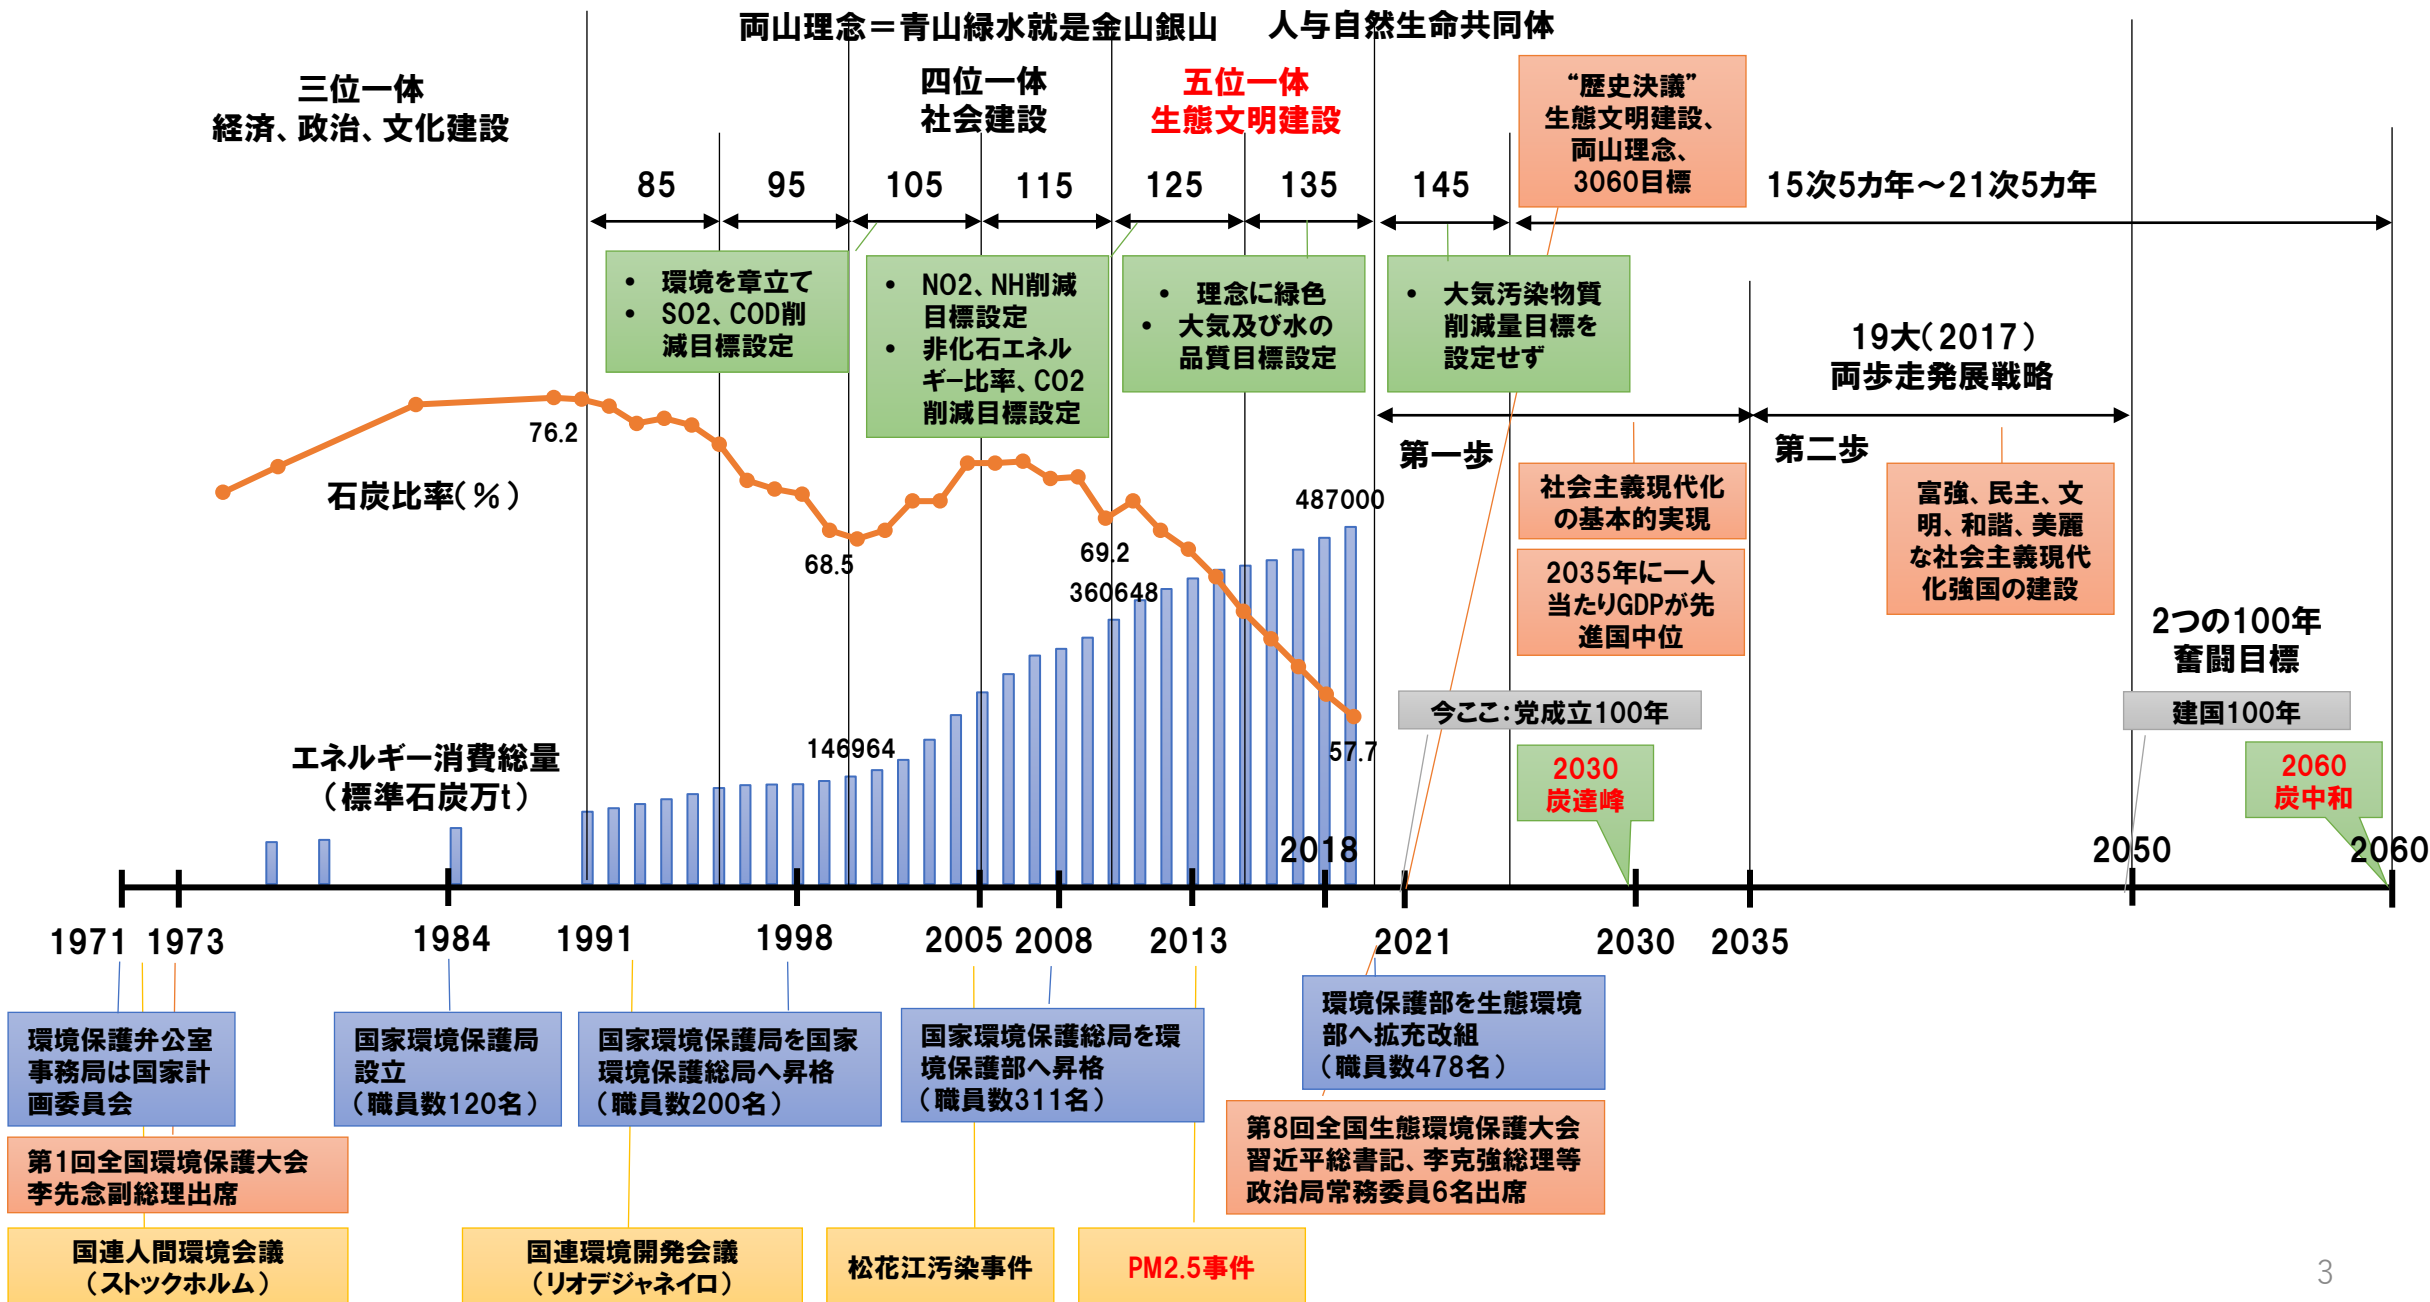 両山理念＝青山緑水就是金山銀山
人与自然生命共同体
三位一体
経済、政治、文化建設
四位一体
社会建設
五位一体
生態文明建設
“歴史決議”
生態文明建設、
両山理念、
3060目標
85
95
105
115
125
135
145
15次5カ年～21次5カ年
• 環境を章立て
• SO2、COD削
減目標設定
• NO2、NH削減
目標設定
• 非化石エネル
ギー比率、CO2
削減目標設定
• 理念に緑色
• 大気及び水の
品質目標設定
• 大気汚染物質
削減量目標を
設定せず
19大（2017）
両歩走発展戦略
第一歩
第二歩
76.2
石炭比率（％）
68.5
69.2
360648
487000
57.7
146964
エネルギー消費総量
（標準石炭万t）
社会主義現代化
の基本的実現
2035年に一人
当たりGDPが先
進国中位
富強、民主、文
明、和諧、美麗
な社会主義現代
化強国の建設
2つの100年
奮闘目標
今ここ：党成立100年
建国100年
2030
炭達峰
2060
炭中和
2018
2050
2060
1971
1973
1984
1991
1998
2005
2008
2013
2021
2030
2035
環境保護弁公室
事務局は国家計
画委員会
国家環境保護局
設立
（職員数120名）
国家環境保護局を国家
環境保護総局へ昇格
（職員数200名）
国家環境保護総局を環
境保護部へ昇格
（職員数311名）
環境保護部を生態環境
部へ拡充改組
（職員数478名）
第1回全国環境保護大会
李先念副総理出席
第8回全国生態環境保護大会
習近平総書記、李克強総理等
政治局常務委員6名出席
国連人間環境会議
（ストックホルム）
国連環境開発会議
（リオデジャネイロ）
松花江汚染事件
PM2.5事件
3